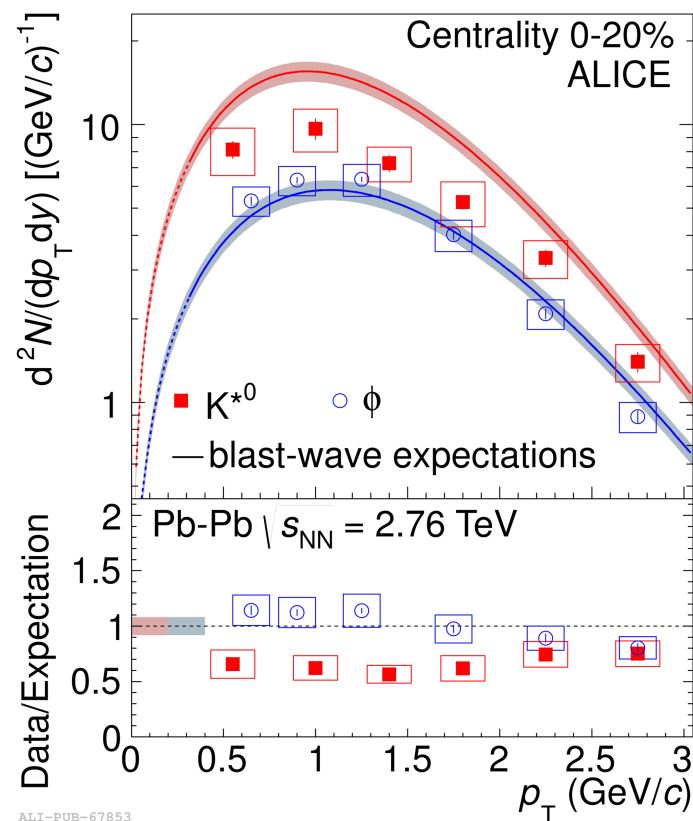 Centrality 0-20%
ALICE
d²N/(dp_T dy) [(GeV/c)⁻¹]
10
1
K*⁰
ϕ
blast-wave expectations
Pb-Pb √s_NN = 2.76 TeV
Data/Expectation
2
1.5
1
0.5
0
0 0.5 1 1.5 2 2.5 3
p_T (GeV/c)
ALI-PUB-67853